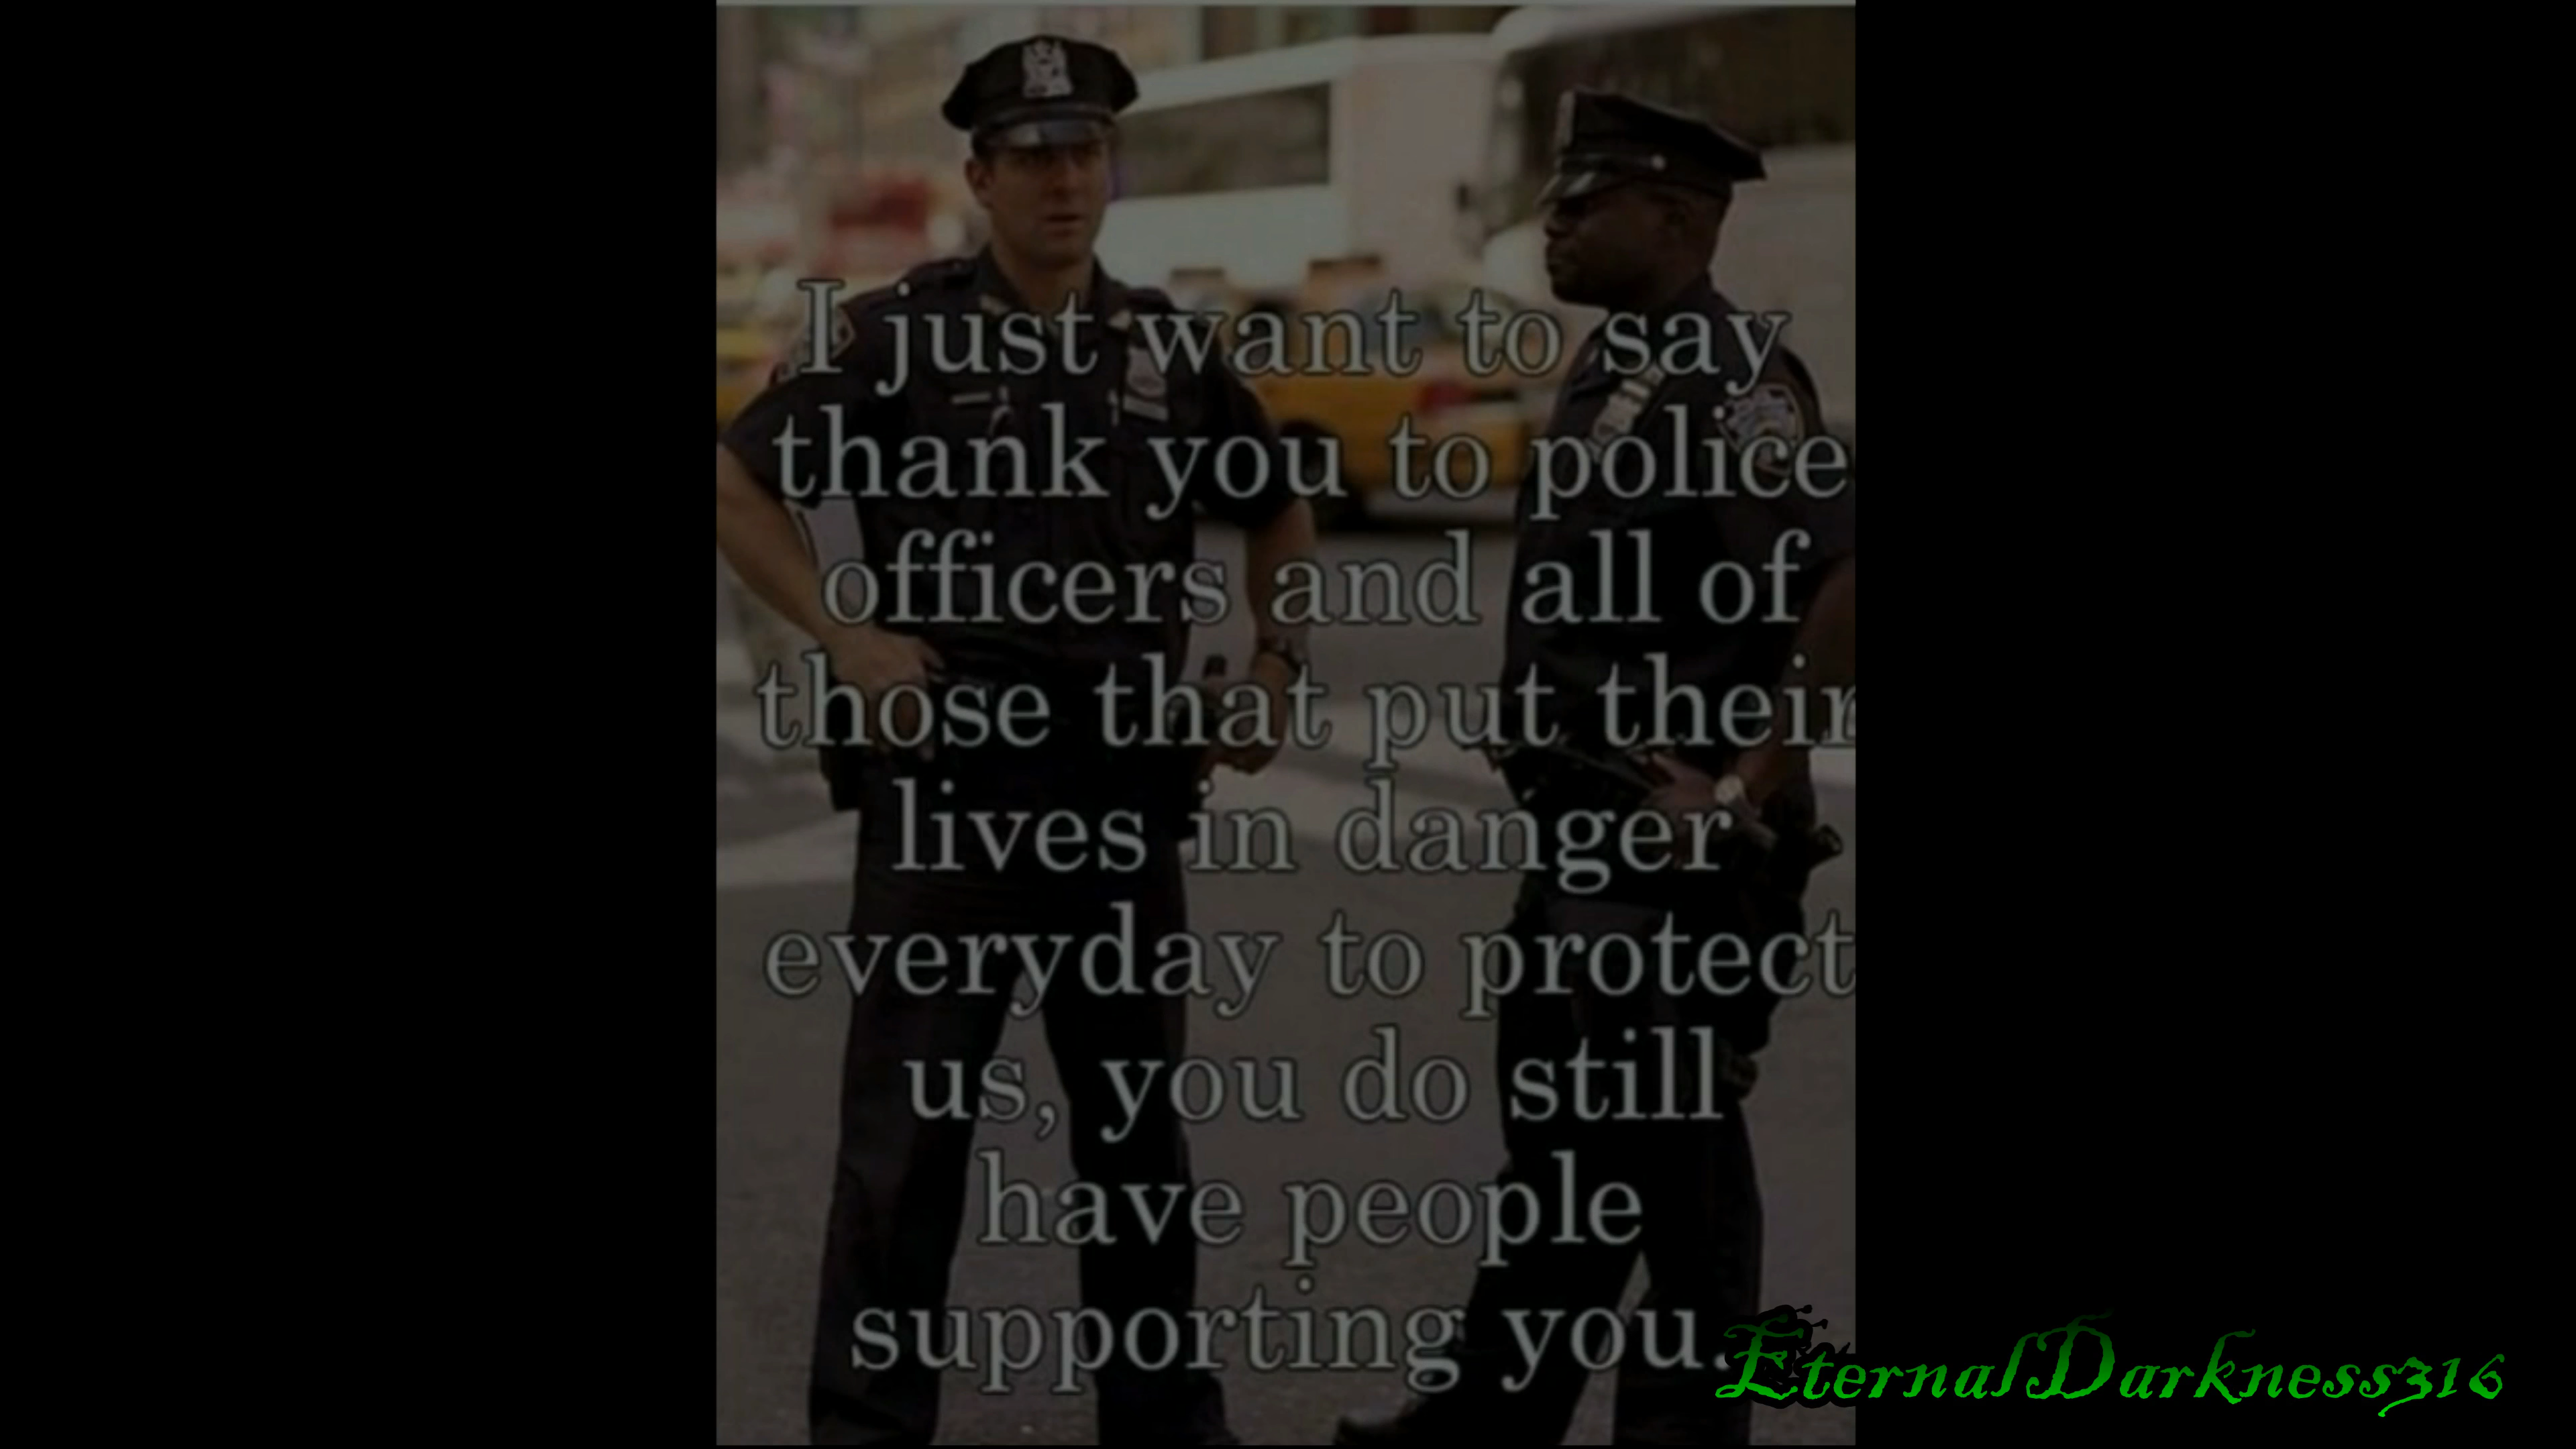 I just want to say
thank you to police
officers and all of
those that put their
lives in danger
everyday to protect
us, you do still
have people
supporting you.
EternalDarkness316